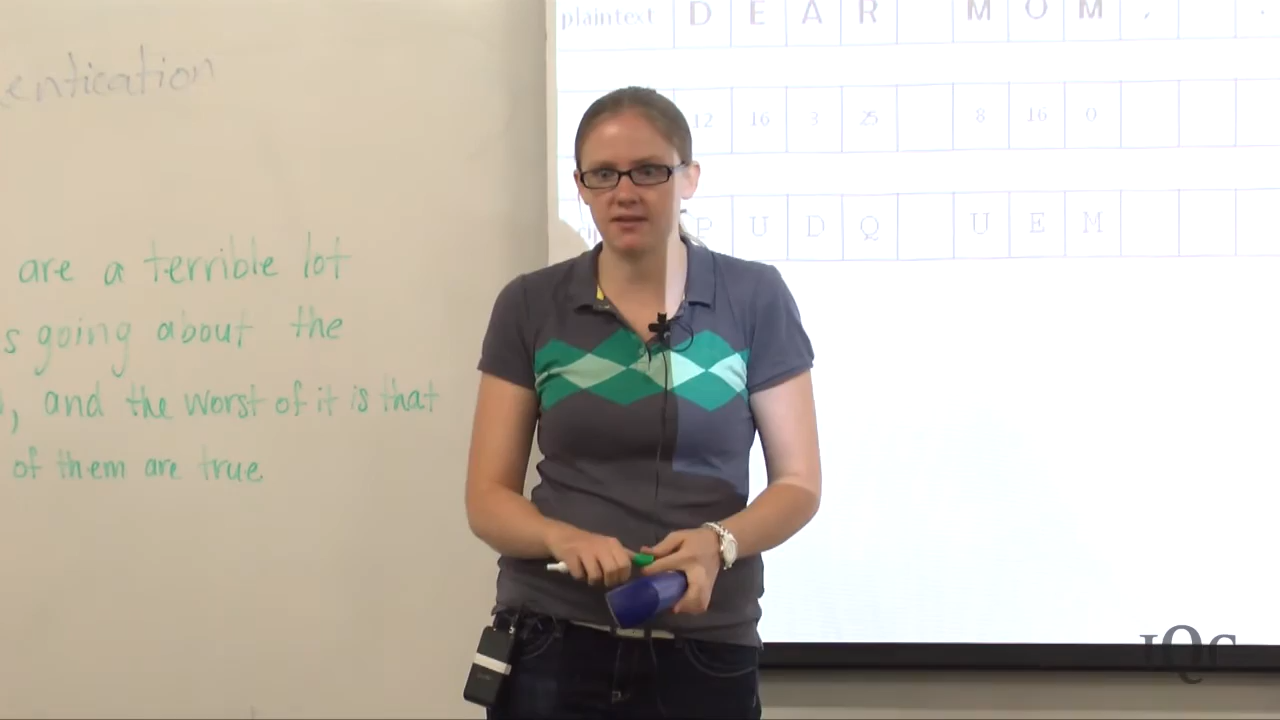 entication
are a terrible lot
s going about the
, and the worst of it is that
of them are true
plaintext D E A R M O M ,
12 16 3 25 8 16 0
P U D Q U E M
IQC